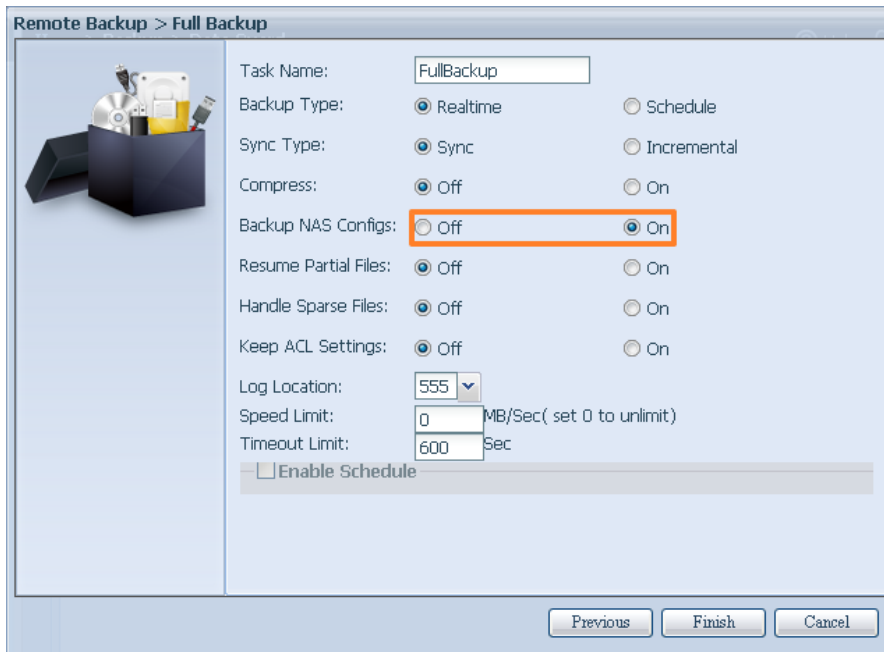 Remote Backup > Full Backup
Task Name: FullBackup
Backup Type: Realtime Schedule
Sync Type: Sync Incremental
Compress: Off On
Backup NAS Configs: Off On
Resume Partial Files: Off On
Handle Sparse Files: Off On
Keep ACL Settings: Off On
Log Location: 555
Speed Limit: 0 MB/Sec( set 0 to unlimit)
Timeout Limit: 600 Sec
Enable Schedule
Previous Finish Cancel